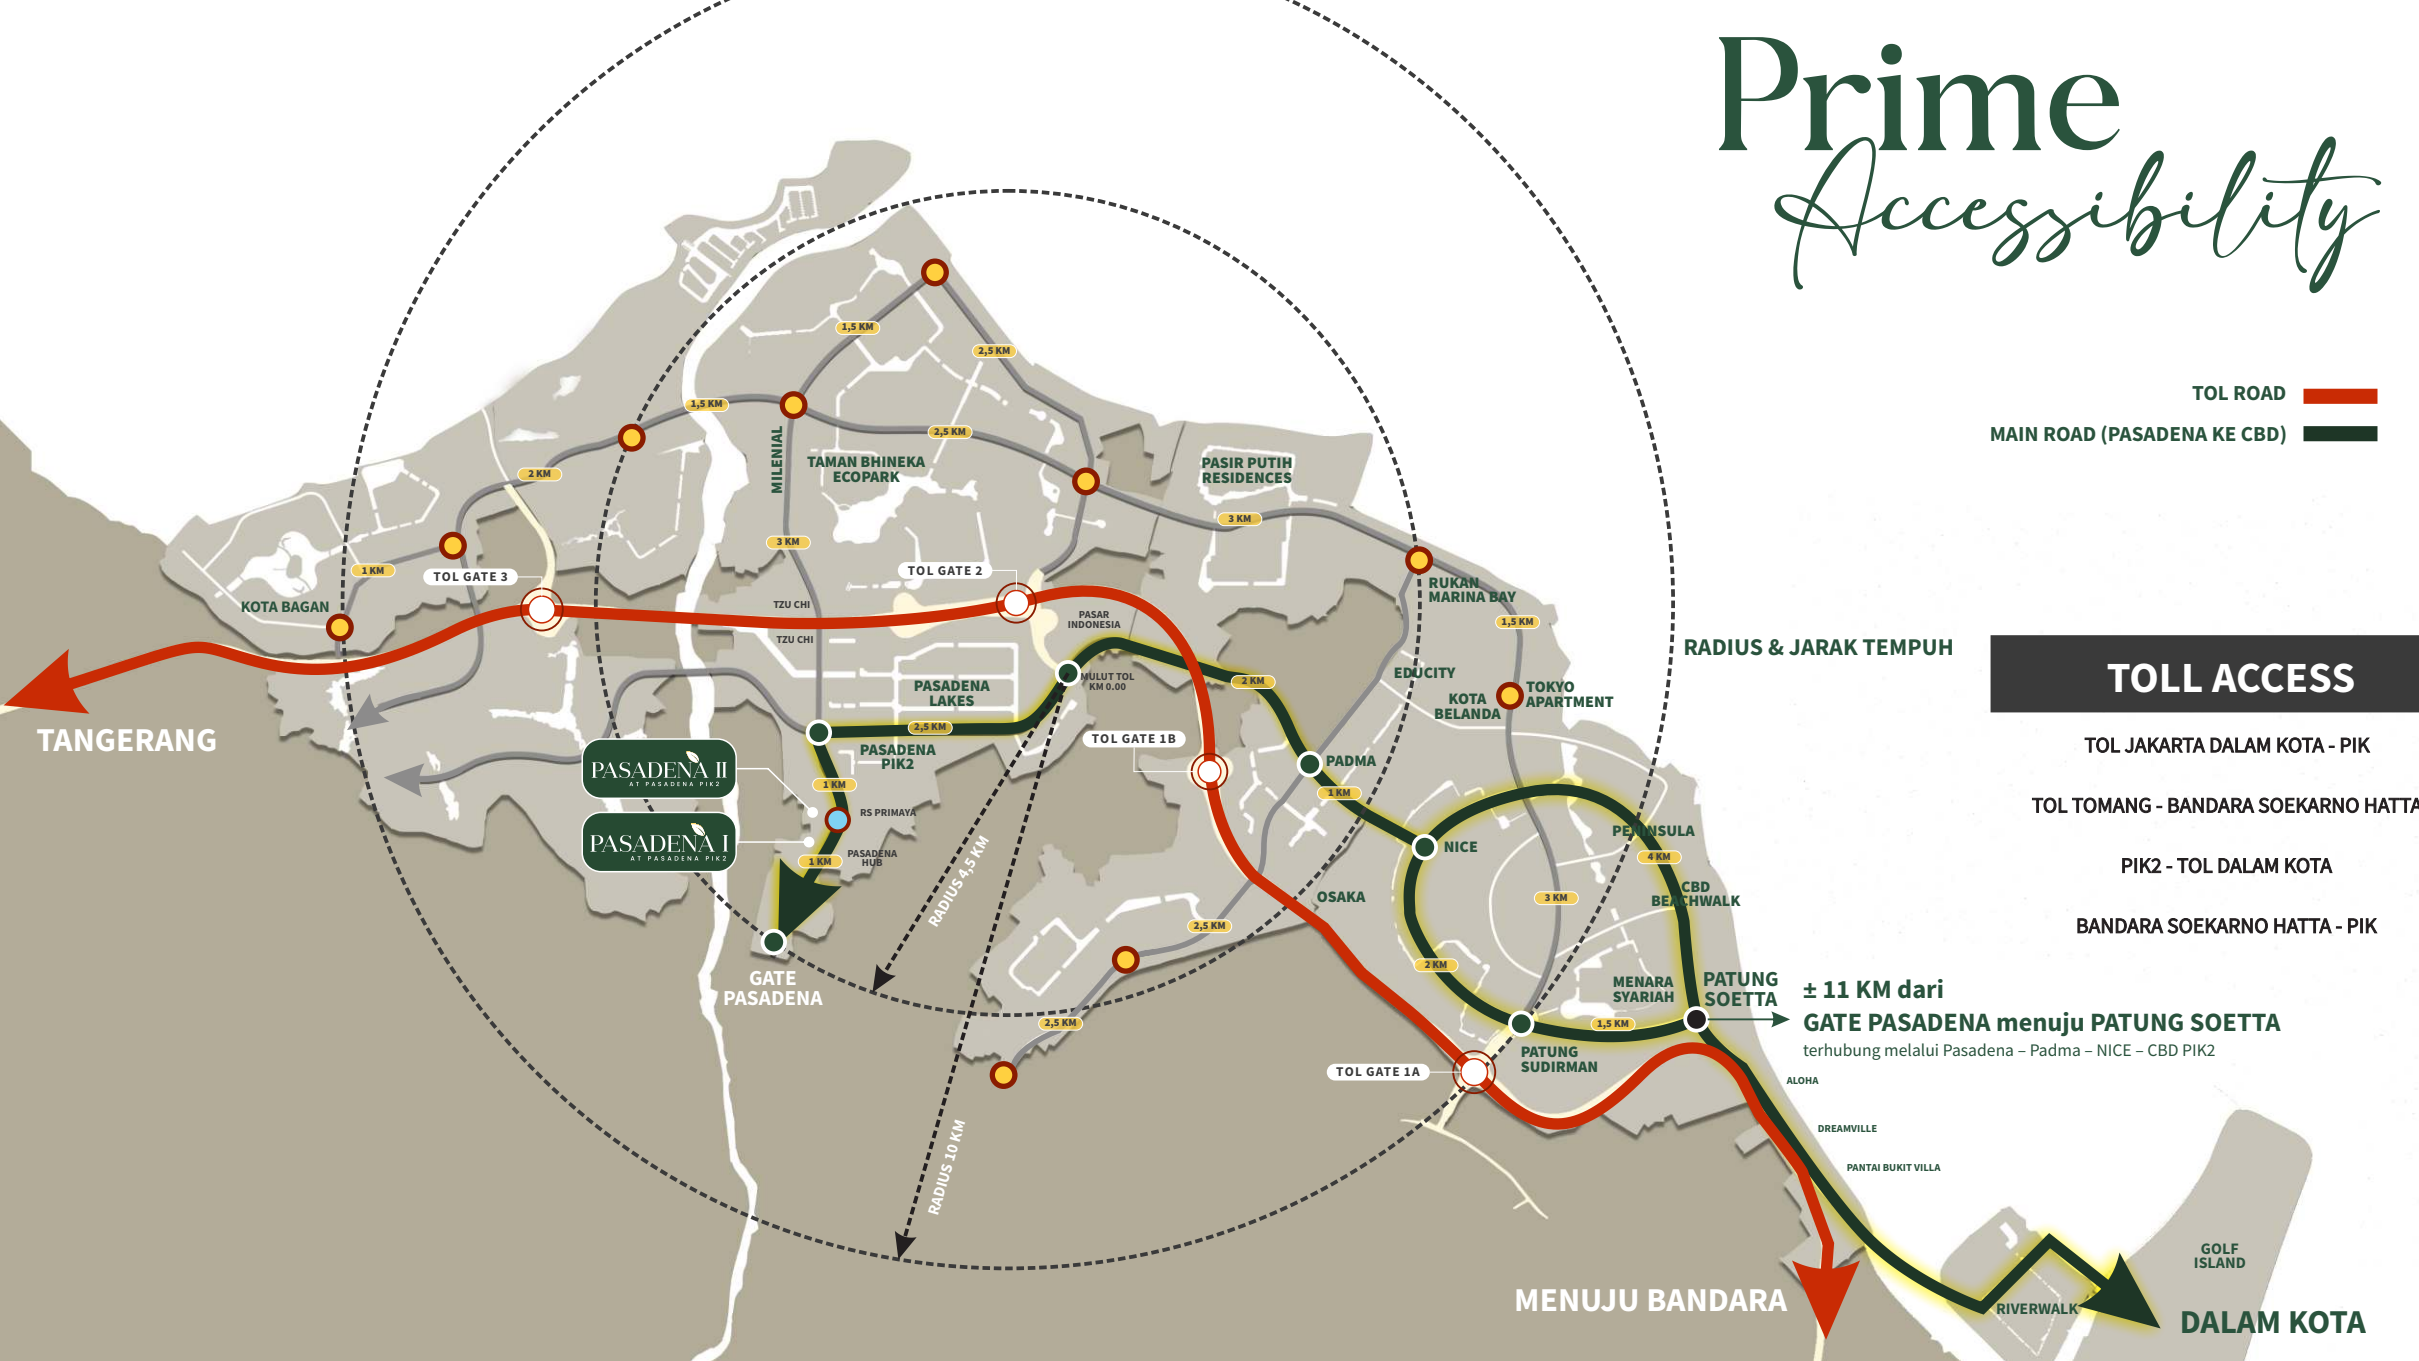 Prime
Accessibility
TOL ROAD
MAIN ROAD (PASADENA KE CBD)
RADIUS & JARAK TEMPUH
TOLL ACCESS
TOL JAKARTA DALAM KOTA - PIK
TOL TOMANG - BANDARA SOEKARNO HATTA
PIK2 - TOL DALAM KOTA
BANDARA SOEKARNO HATTA - PIK
1,5 KM
2,5 KM
1,5 KM
2,5 KM
2 KM
MILENIAL
TAMAN BHINEKA
ECOPARK
PASIR PUTIH
RESIDENCES
3 KM
3 KM
1 KM
TOL GATE 3
TOL GATE 2
KOTA BAGAN
TZU CHI
TZU CHI
PASAR
INDONESIA
RUKAN
MARINA BAY
1,5 KM
MULUT TOL
KM 0.00
2 KM
EDUCITY
KOTA
BELANDA
TOKYO
APARTMENT
PASADENA
LAKES
2,5 KM
PASADENA
PIK2
TOL GATE 1B
TANGERANG
PASADENA II
AT PASADENA PIK2
PASADENA I
AT PASADENA PIK2
1 KM
RS PRIMAYA
PASADENA
HUB
1 KM
PADMA
1 KM
NICE
PENINSULA
4 KM
CBD
BEACHWALK
OSAKA
3 KM
2,5 KM
2 KM
RADIUS 4,5 KM
GATE
PASADENA
MENARA
SYARIAH
PATUNG
SOETTA
± 11 KM dari
GATE PASADENA menuju PATUNG SOETTA
terhubung melalui Pasadena – Padma – NICE – CBD PIK2
2,5 KM
1,5 KM
PATUNG
SUDIRMAN
TOL GATE 1A
RADIUS 10 KM
ALOHA
DREAMVILLE
PANTAI BUKIT VILLA
GOLF
ISLAND
RIVERWALK
MENUJU BANDARA
DALAM KOTA